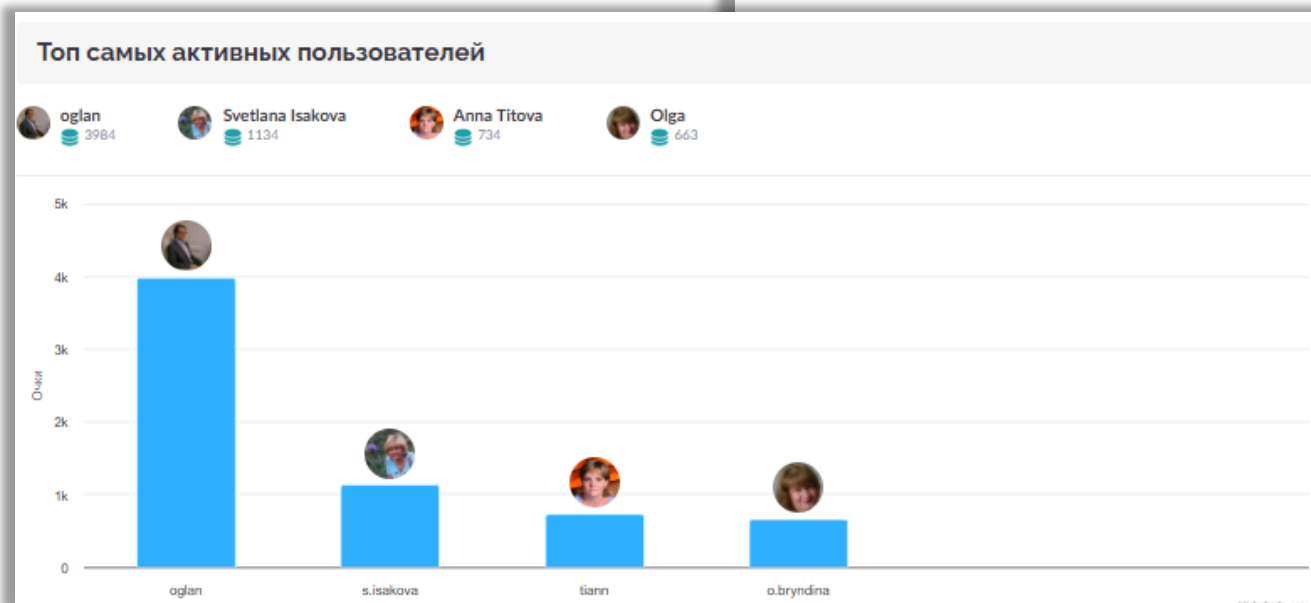 Топ самых активных пользователей
oglan Svetlana Isakova Anna Titova Olga
3984 1134 734 663
5k
4k
3k
2k
1k
0
Очки
oglan s.isakova tiann o.bryndina